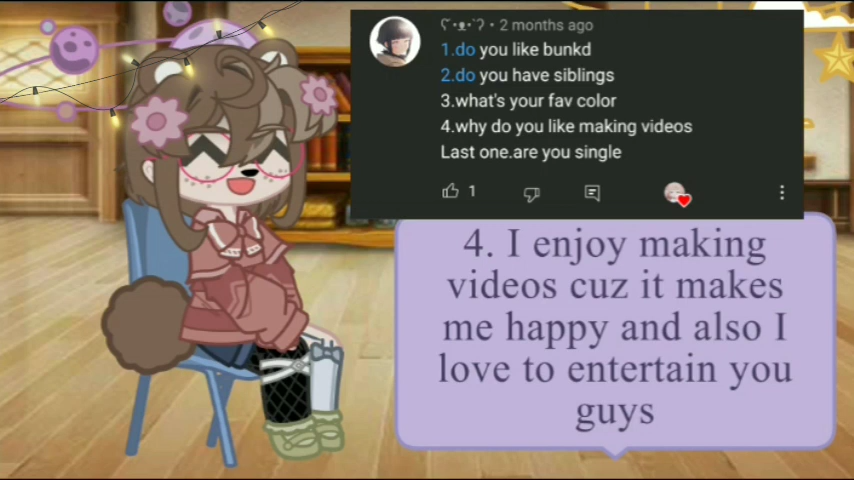 ʕ´•ᴥ•`ʔ • 2 months ago
1.do you like bunkd
2.do you have siblings
3.what's your fav color
4.why do you like making videos
Last one.are you single
1
4. I enjoy making
videos cuz it makes
me happy and also I
love to entertain you
guys